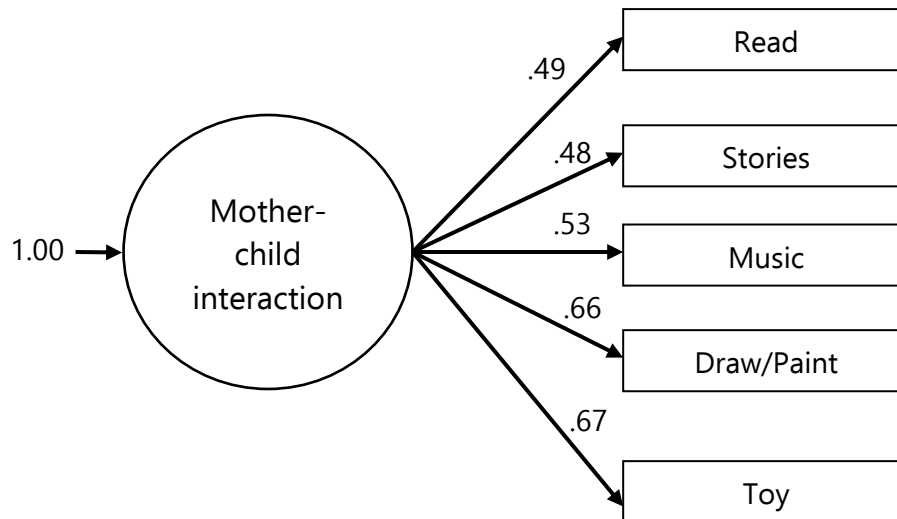 Read
.49
.48
Stories
Mother-
child
interaction
1.00
.53
Music
.66
Draw/Paint
.67
Toy